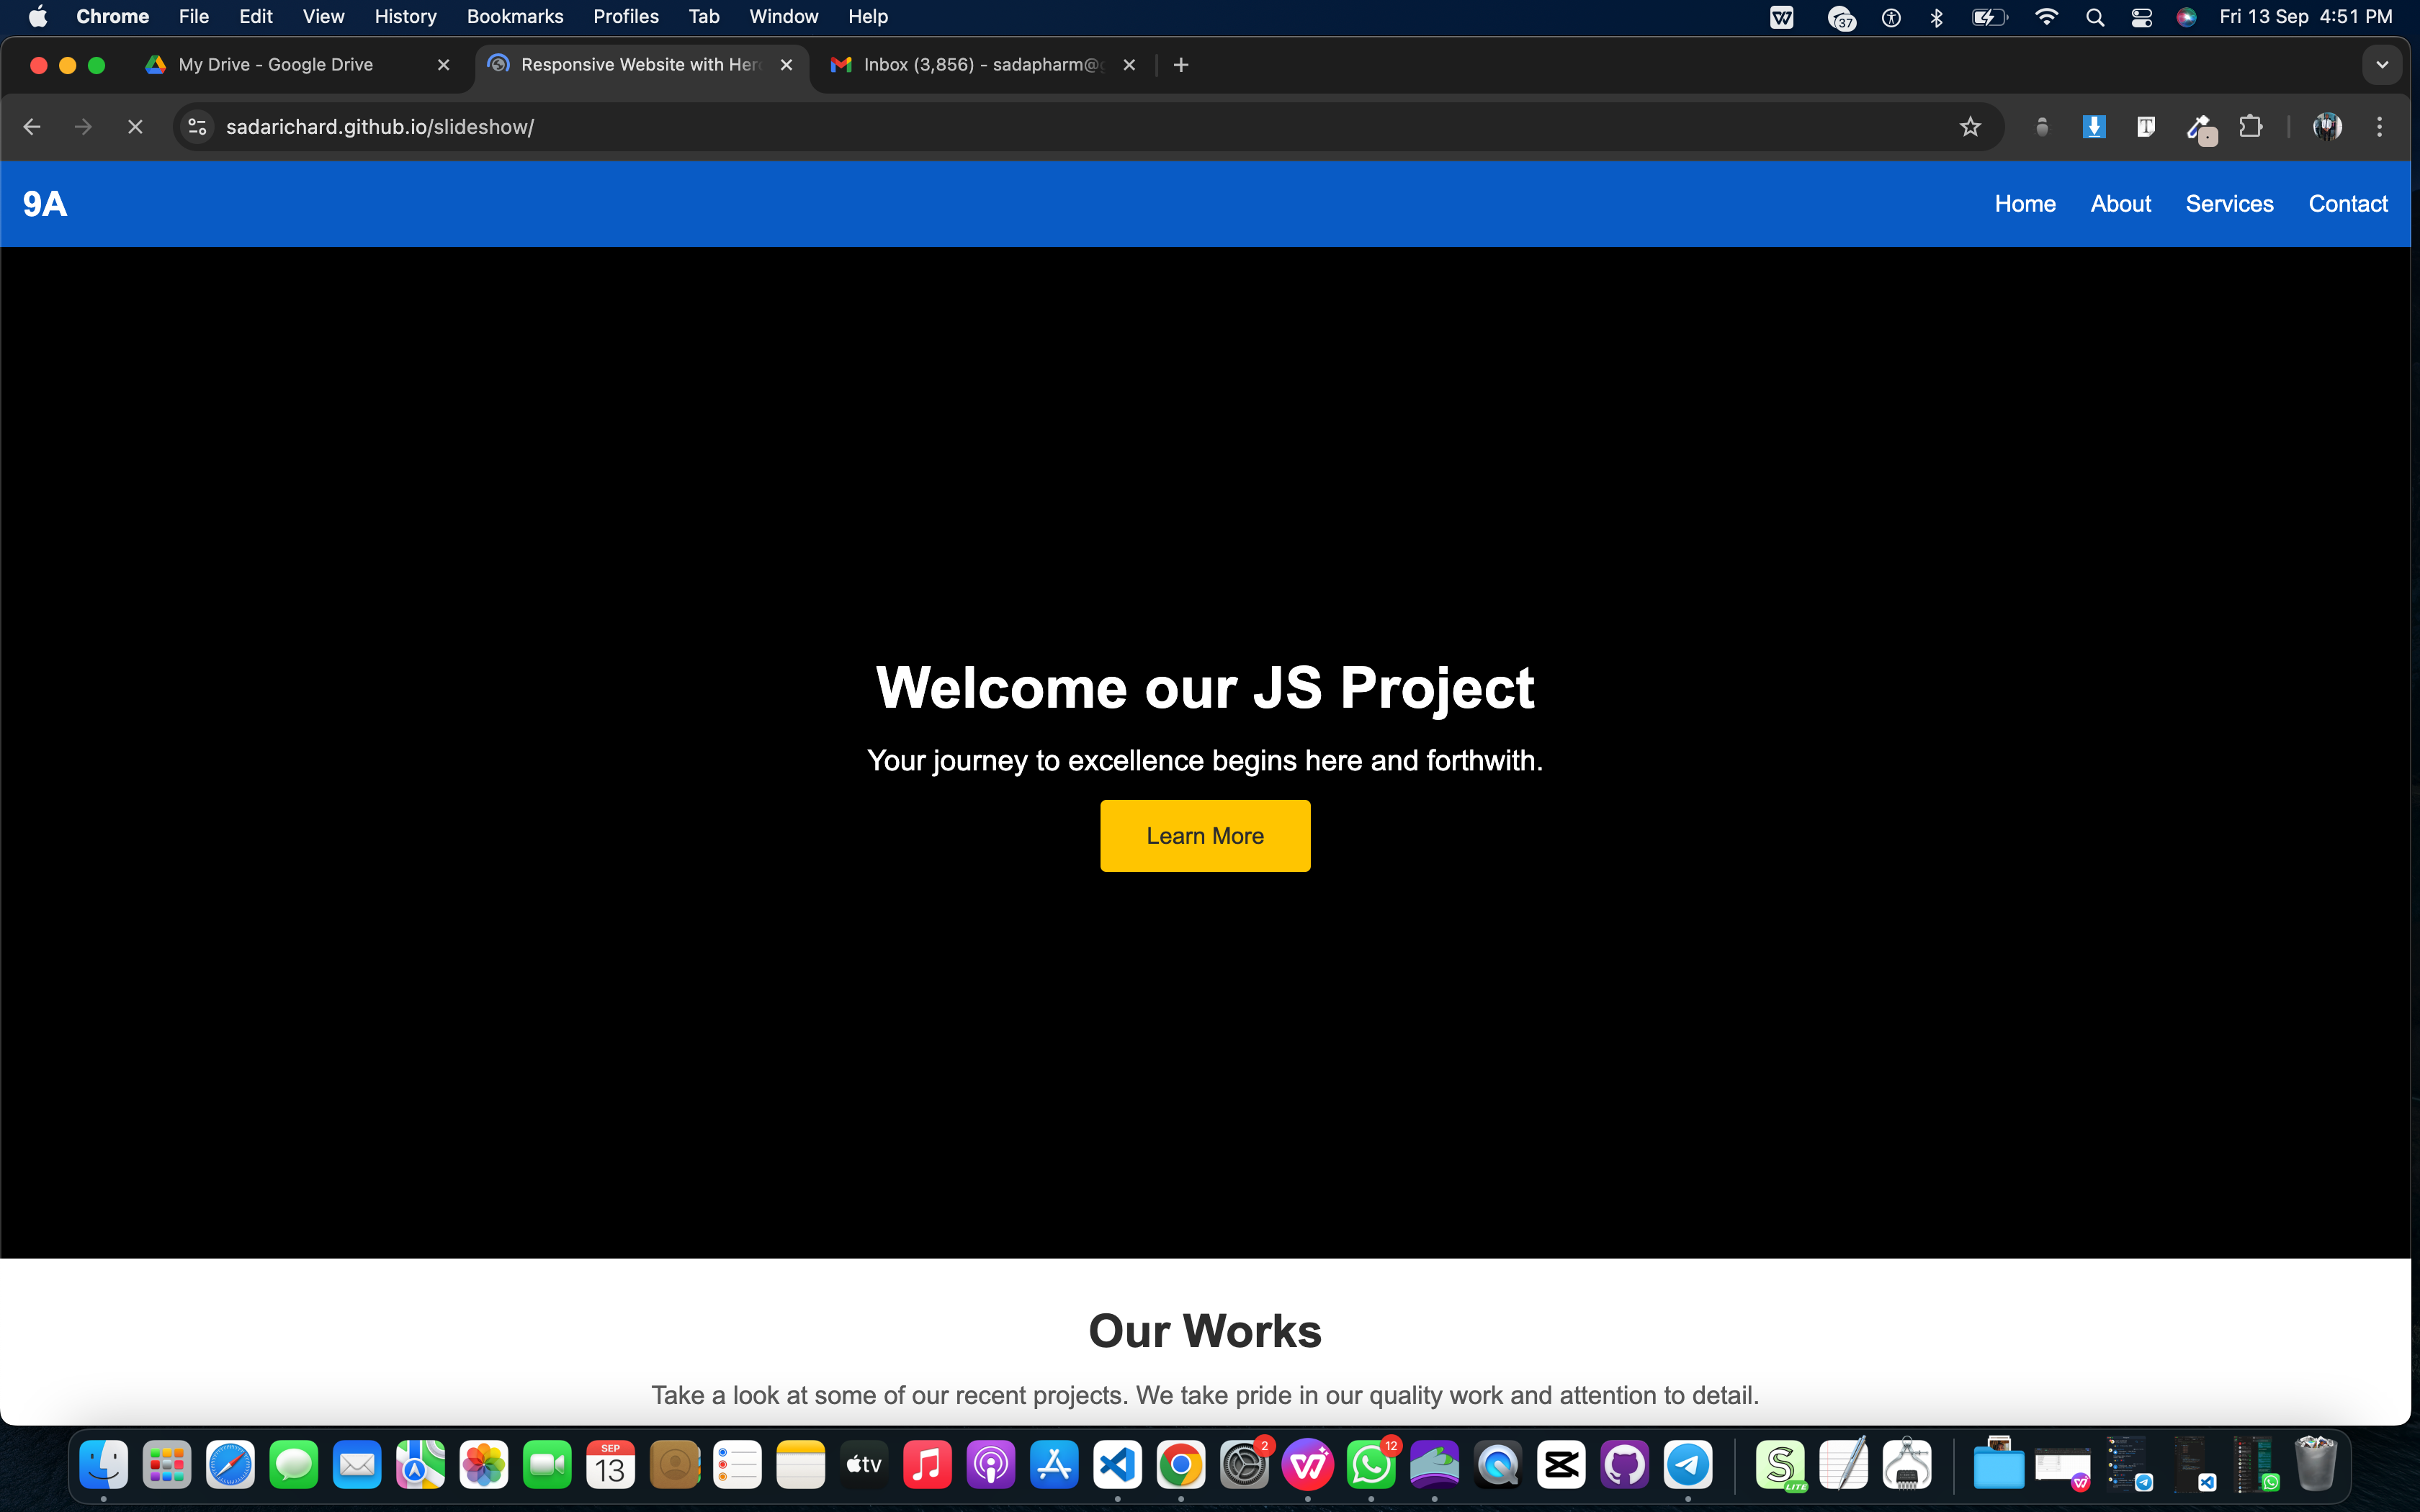 Chrome File Edit View History Bookmarks Profiles Tab Window Help
37
Fri 13 Sep 4:51 PM
My Drive - Google Drive
Responsive Website with Her
Inbox (3,856) - sadapharm@
sadarichard.github.io/slideshow/
9A
Home About Services Contact
Welcome our JS Project
Your journey to excellence begins here and forthwith.
Learn More
Our Works
Take a look at some of our recent projects. We take pride in our quality work and attention to detail.
SEP
13
tv
2
12
LITE